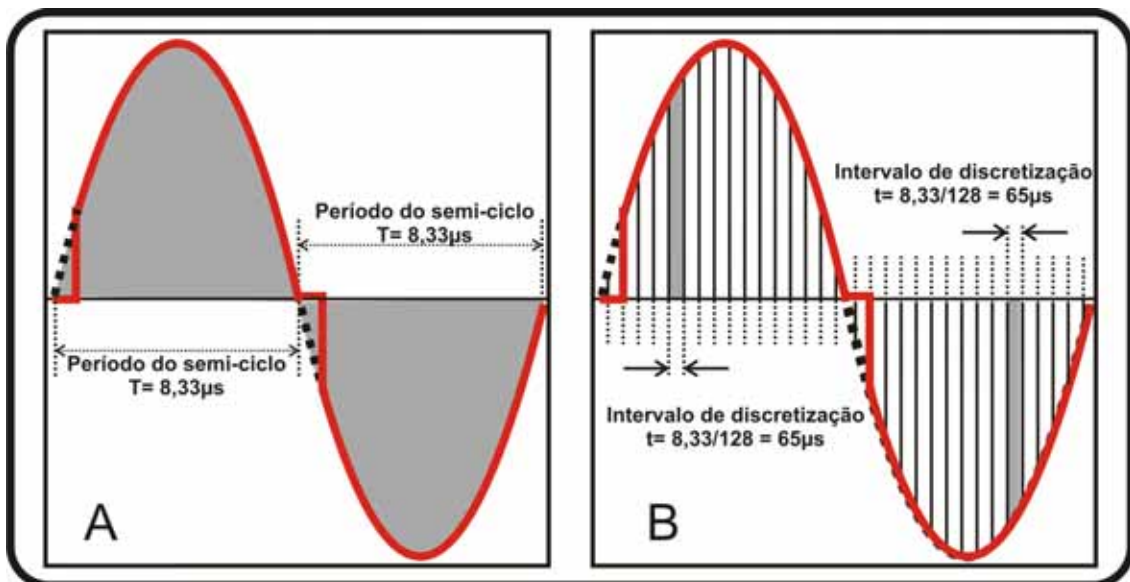 Período do semi-ciclo
T= 8,33µs
Período do semi-ciclo
T= 8,33µs
A
Intervalo de discretização
t= 8,33/128 = 65µs
Intervalo de discretização
t= 8,33/128 = 65µs
B